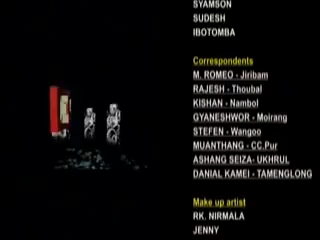 SYAMSON
SUDESH
IBOTOMBA
Correspondents
M. ROMEO - Jiribam
RAJESH - Thoubal
KISHAN - Nambol
GYANESHWOR - Moirang
STEFEN - Wangoo
MUANTHANG - CC.Pur
ASHANG SEIZA- UKHRUL
DANIAL KAMEI - TAMENGLONG
Make up artist
RK. NIRMALA
JENNY